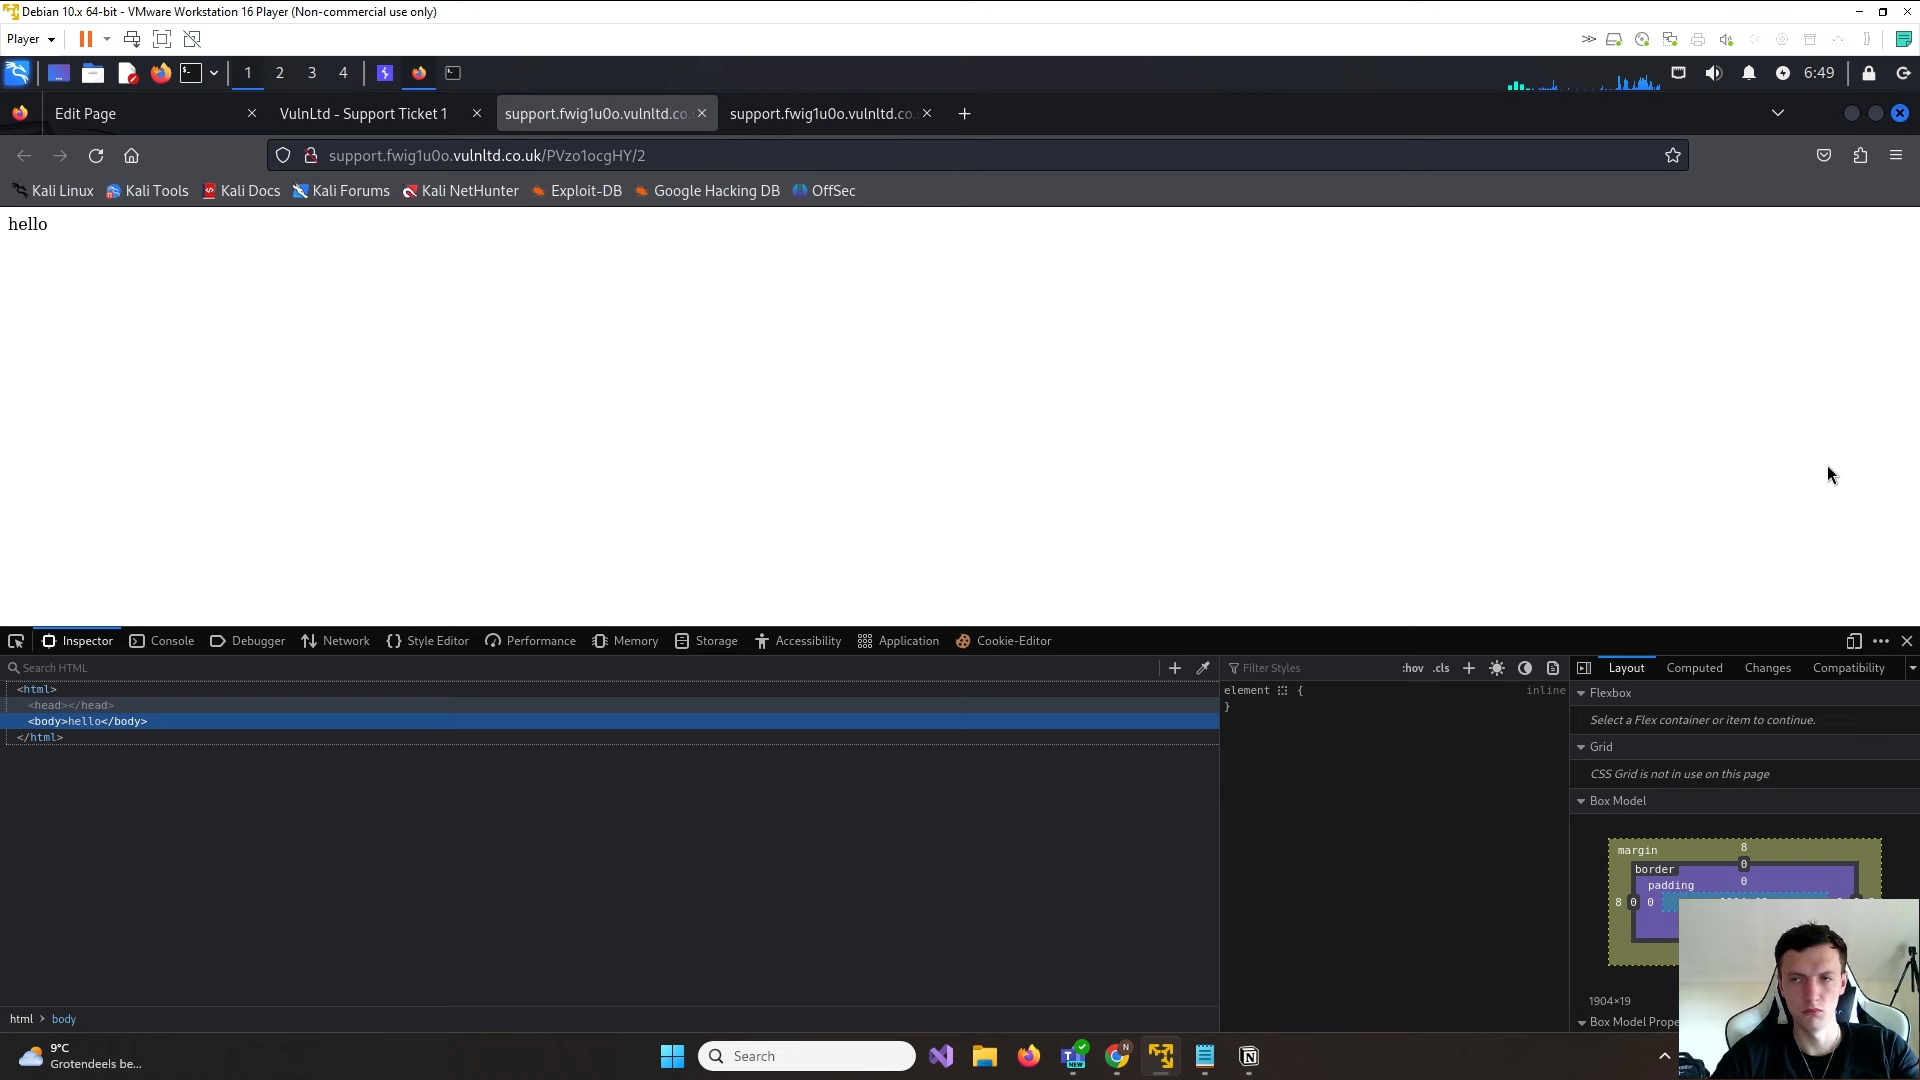 Debian 10.x 64-bit - VMware Workstation 16 Player (Non-commercial use only)
Player
1 2 3 4
6:49
Edit Page
VulnLtd - Support Ticket 1
support.fwig1u0o.vulnltd.co.
support.fwig1u0o.vulnltd.co.
support.fwig1u0o.vulnltd.co.uk/PVzo1ocgHY/2
Kali Linux Kali Tools Kali Docs Kali Forums Kali NetHunter Exploit-DB Google Hacking DB OffSec
hello
Inspector Console Debugger Network Style Editor Performance Memory Storage Accessibility Application Cookie-Editor
Search HTML
Filter Styles
:hov .cls
Layout Computed Changes Compatibility
<html>
<head></head>
<body>hello</body>
</html>
element { inline
}
Flexbox
Select a Flex container or item to continue.
Grid
CSS Grid is not in use on this page
Box Model
margin 8
border 0
padding 0
8 0 0
1904×19
Box Model Prope
html > body
9°C
Grotendeels be...
Search
NEW
N